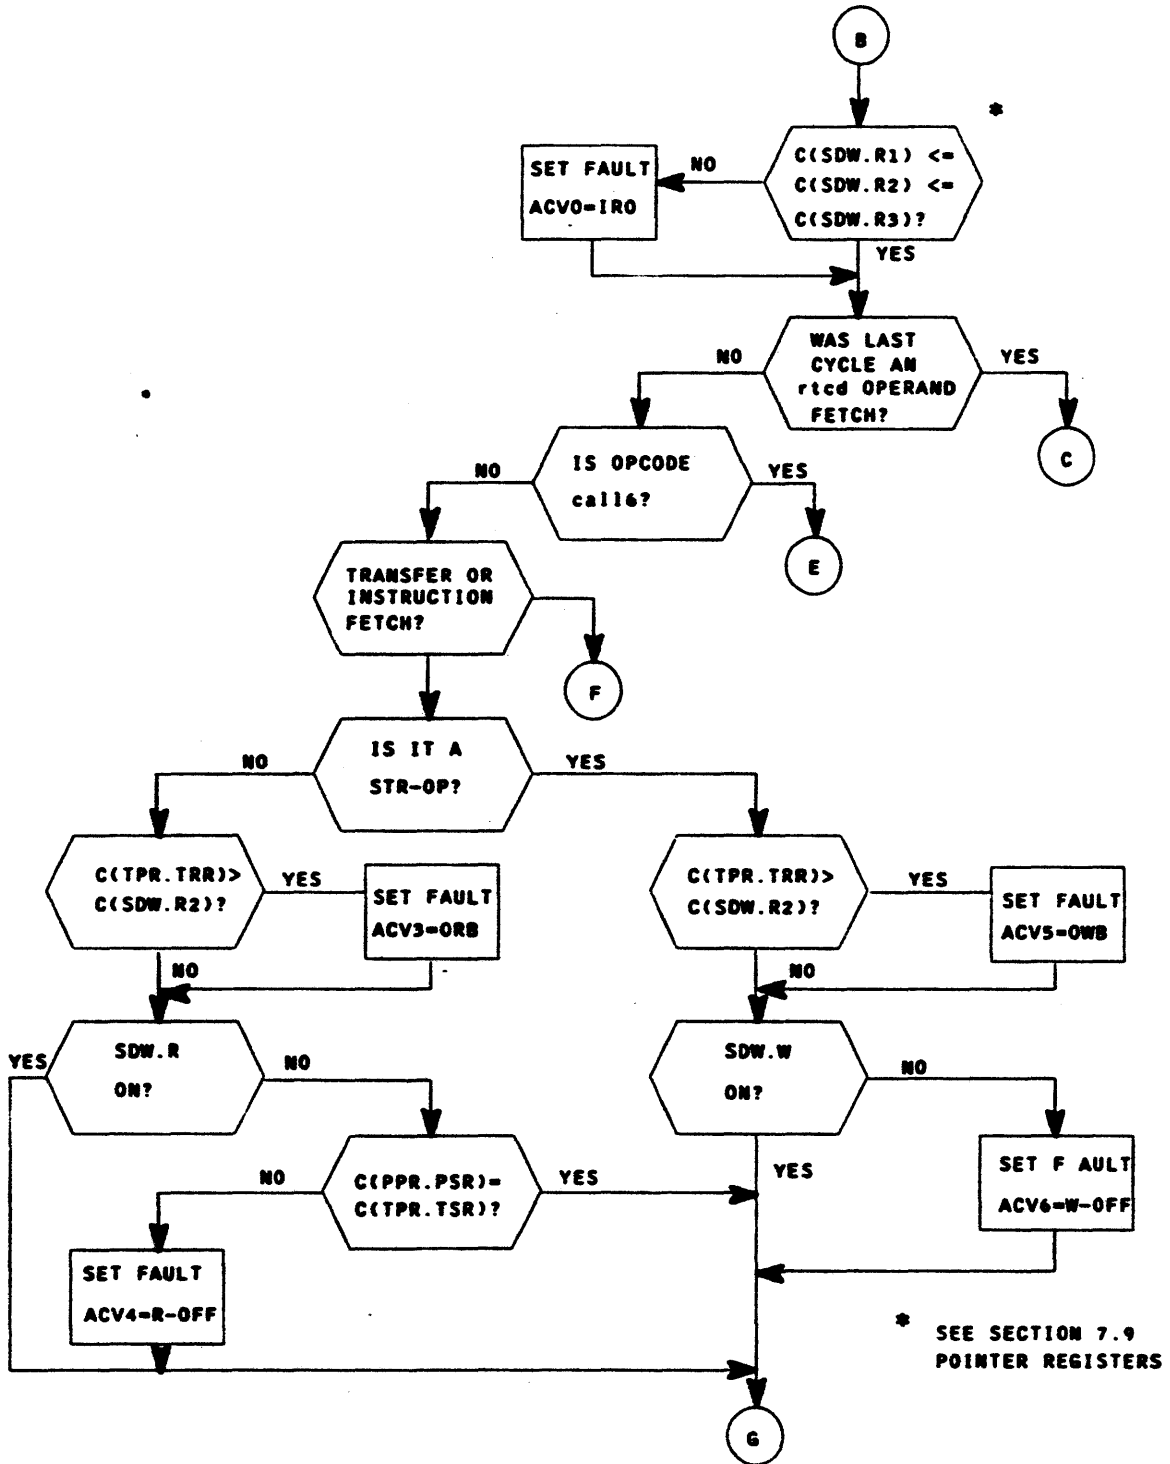 B
*
C(SDW.R1) <=
C(SDW.R2) <=
C(SDW.R3)?
NO
SET FAULT
ACV0=IRO
YES
WAS LAST
CYCLE AN
rtcd OPERAND
FETCH?
NO
YES
C
IS OPCODE
call6?
NO
YES
E
TRANSFER OR
INSTRUCTION
FETCH?
F
IS IT A
STR-OP?
NO
YES
C(TPR.TRR)>
C(SDW.R2)?
YES
SET FAULT
ACV3=ORB
NO
C(TPR.TRR)>
C(SDW.R2)?
YES
SET FAULT
ACV5=OWB
NO
YES
SDW.R
ON?
NO
SDW.W
ON?
NO
C(PPR.PSR)=
C(TPR.TSR)?
NO
YES
YES
SET F AULT
ACV6=W-OFF
SET FAULT
ACV4=R-OFF
* SEE SECTION 7.9
POINTER REGISTERS
G